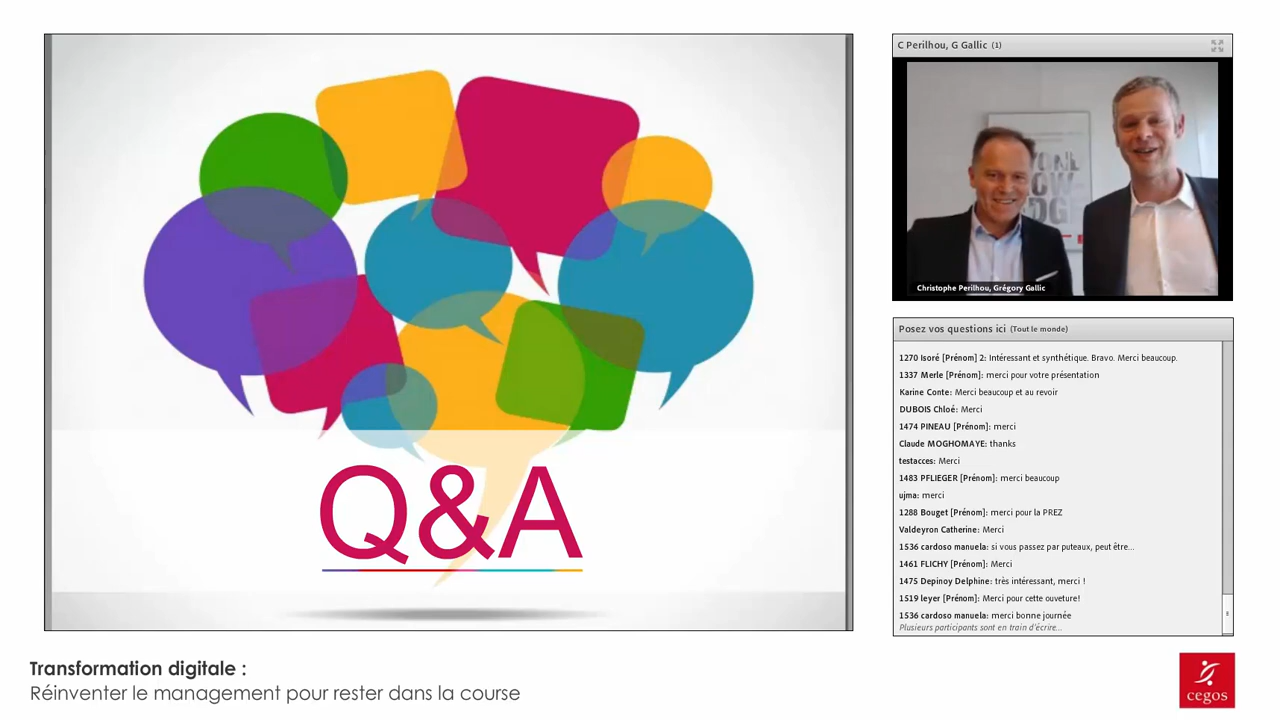 C Perilhou, G Gallic (1)
Christophe Perilhou, Grégory Gallic
Q&A
Posez vos questions ici (Tout le monde)
1270 Isoré [Prénom] 2: Intéressant et synthétique. Bravo. Merci beaucoup.
1337 Merle [Prénom]: merci pour votre présentation
Karine Conte: Merci beaucoup et au revoir
DUBOIS Chloé: Merci
1474 PINEAU [Prénom]: merci
Claude MOGHOMAYE: thanks
testacces: Merci
1483 PFLIEGER [Prénom]: merci beaucoup
ujma: merci
1288 Bouget [Prénom]: merci pour la PREZ
Valdeyron Catherine: Merci
1536 cardoso manuela: si vous passez par puteaux, peut être...
1461 FLICHY [Prénom]: Merci
1475 Depinoy Delphine: très intéressant, merci !
1519 leyer [Prénom]: Merci pour cette ouveture!
1536 cardoso manuela: merci bonne journée
Plusieurs participants sont en train d'écrire...
Transformation digitale :
Réinventer le management pour rester dans la course
cegos